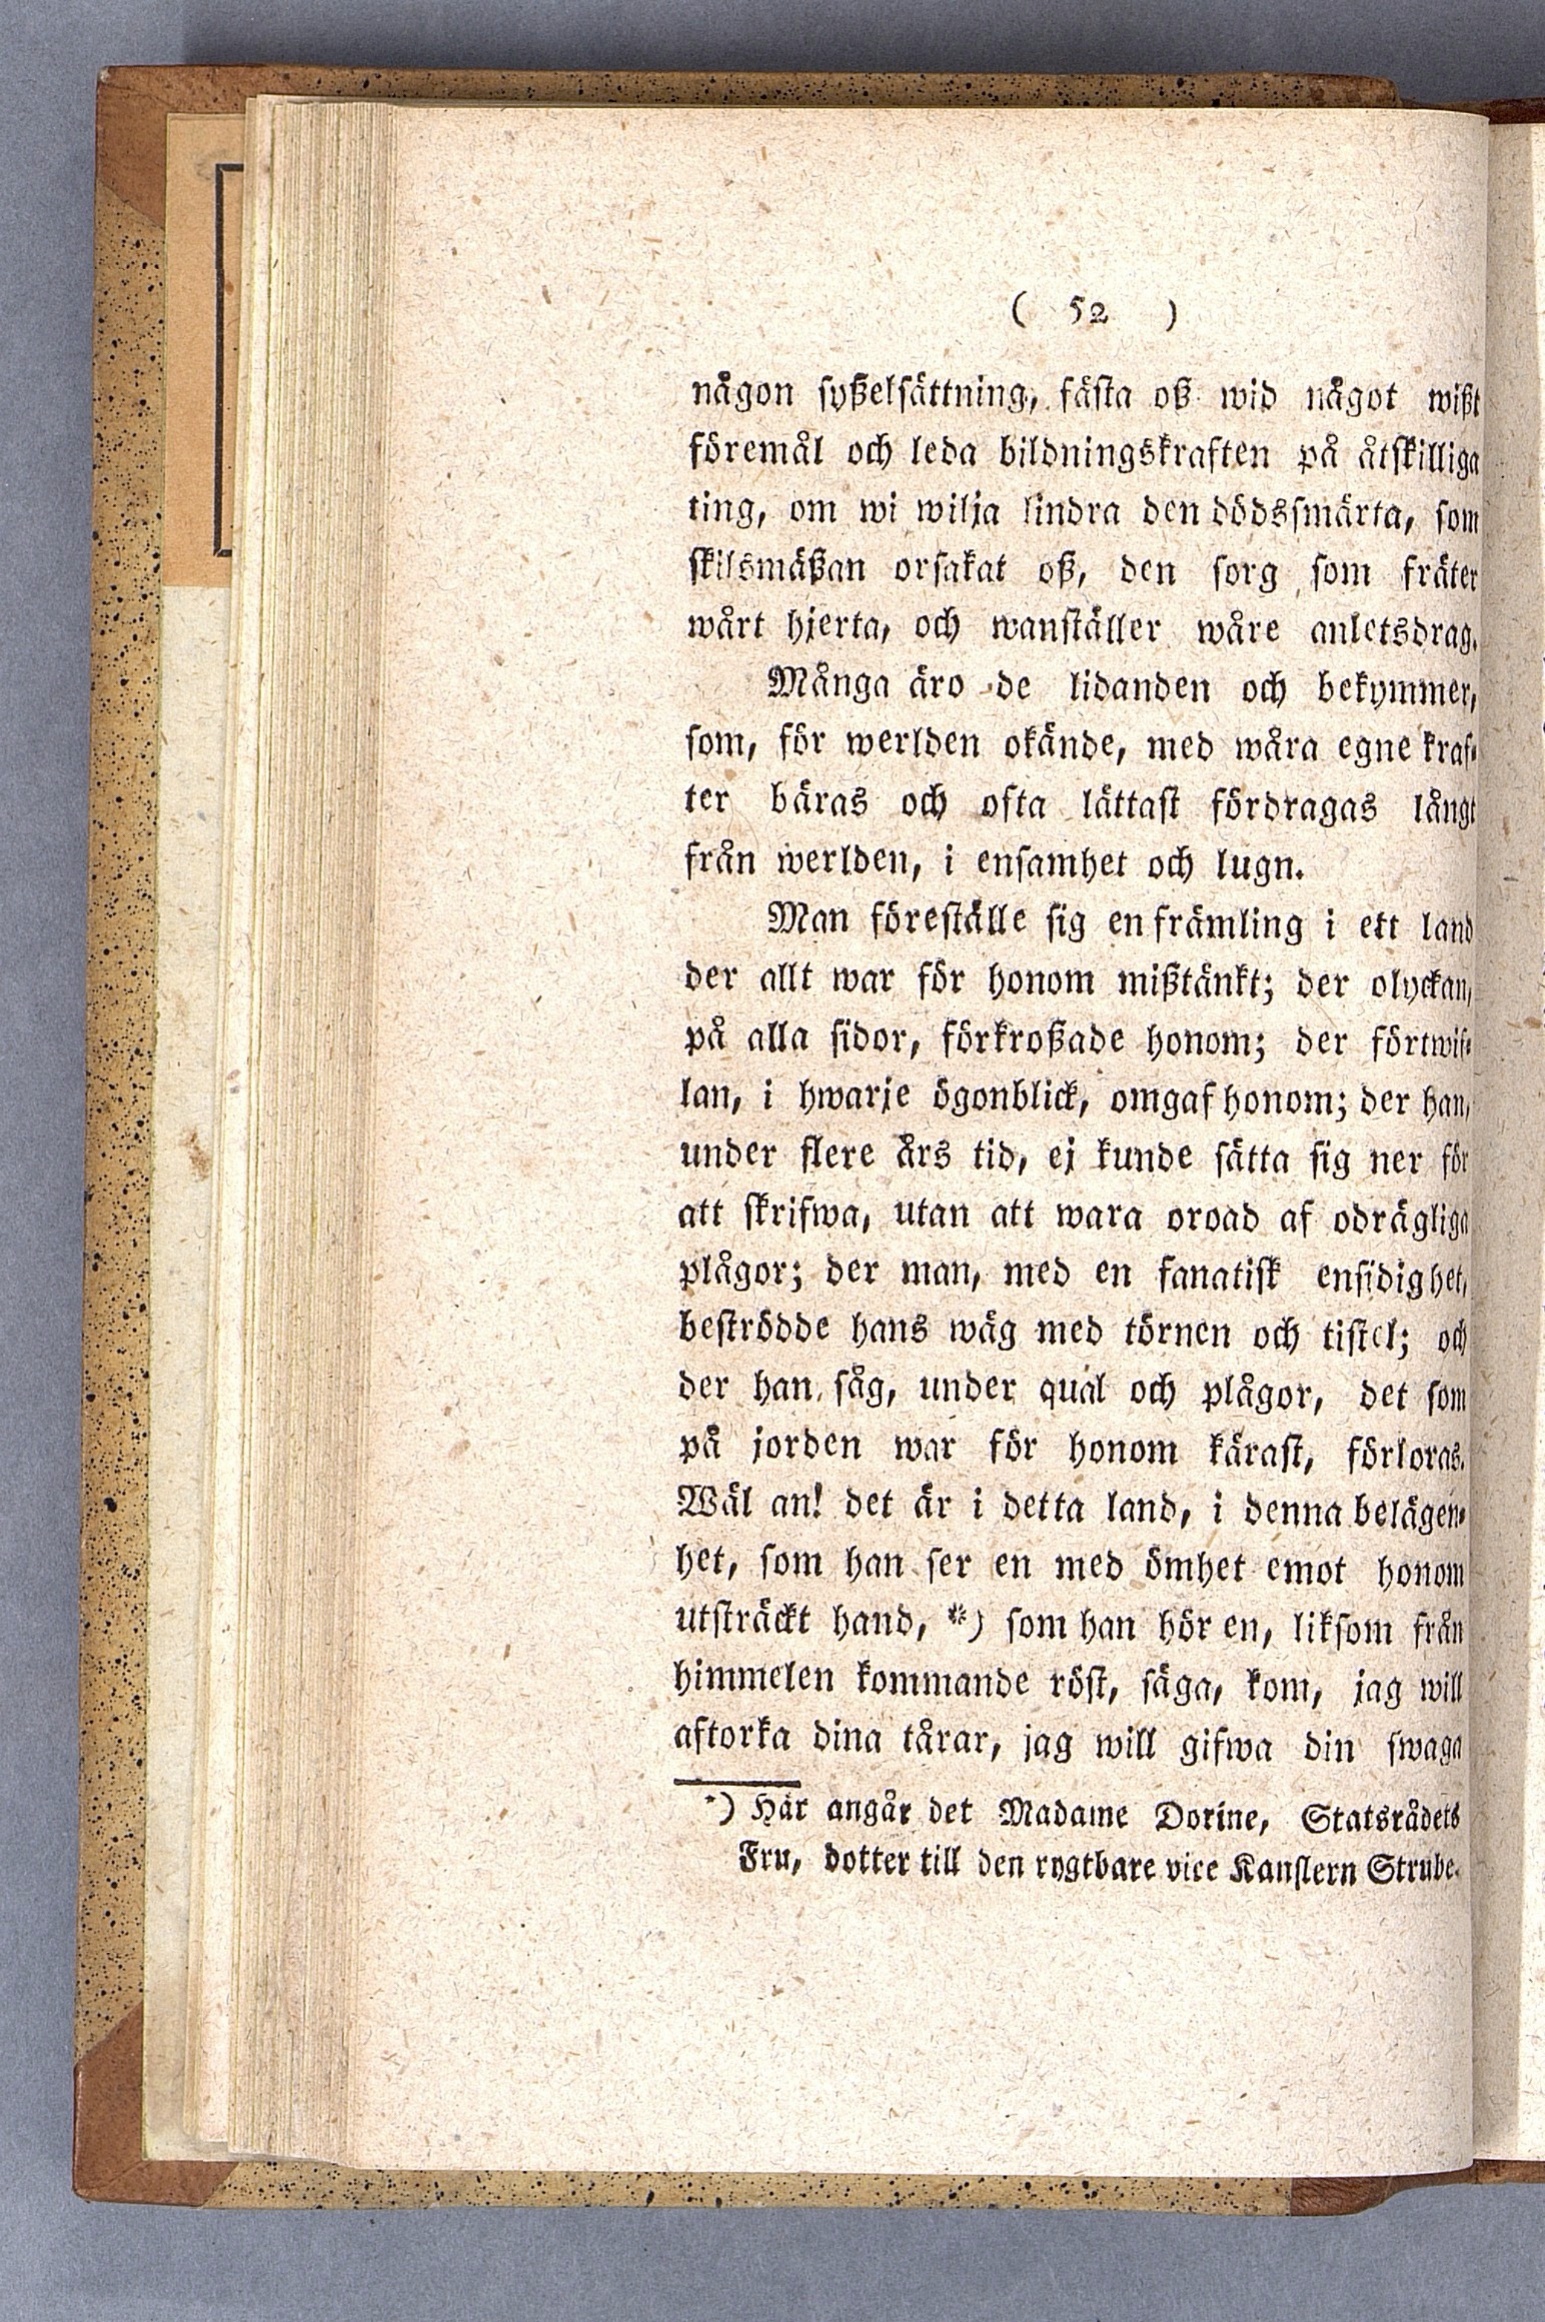 ( 52 )
någon syßelsättning, fästa oß wid något wißt
föremål och leda bildningskraften på åtskilliga
ting, om wi wilja lindra den dödssmärta, som
skilsmäßan orsakat oß, den sorg som fräter
wårt hjerta, och wanställer wåre anletsdrag.
Många äro de lidanden och bekymmer,
som, för werlden okände, med wåra egne kraf-
ter bäras och ofta lättast fördragas långt
från werlden, i ensamhet och lugn.
Man föreställe sig en främling i ett land
der allt war för honom mißtänkt; der olyckan,
på alla sidor, förkroßade honom; der förtwif-
lan, i hwarje ögonblick, omgaf honom; der han,
under flere års tid, ej kunde sätta sig ner för
att skrifwa, utan att wara oroad af odrägliga
plågor; der man, med en fanatisk ensidighet,
beströdde hans wäg med törnen och tistel; och
der han såg, under qual och plågor, det som
på jorden war för honom kärast, förloras.
Wäl an! det är i detta land, i denna belägen-
het, som han ser en med ömhet emot honom
utsträckt hand, *) som han hör en, liksom från
himmelen kommande röst, säga, kom, jag will
aftorka dina tårar, jag will gifwa din swaga
*) Här angår det Madame Dorine, Statsrådets
Fru, dotter till den rygtbare vice Kanslern Strube.